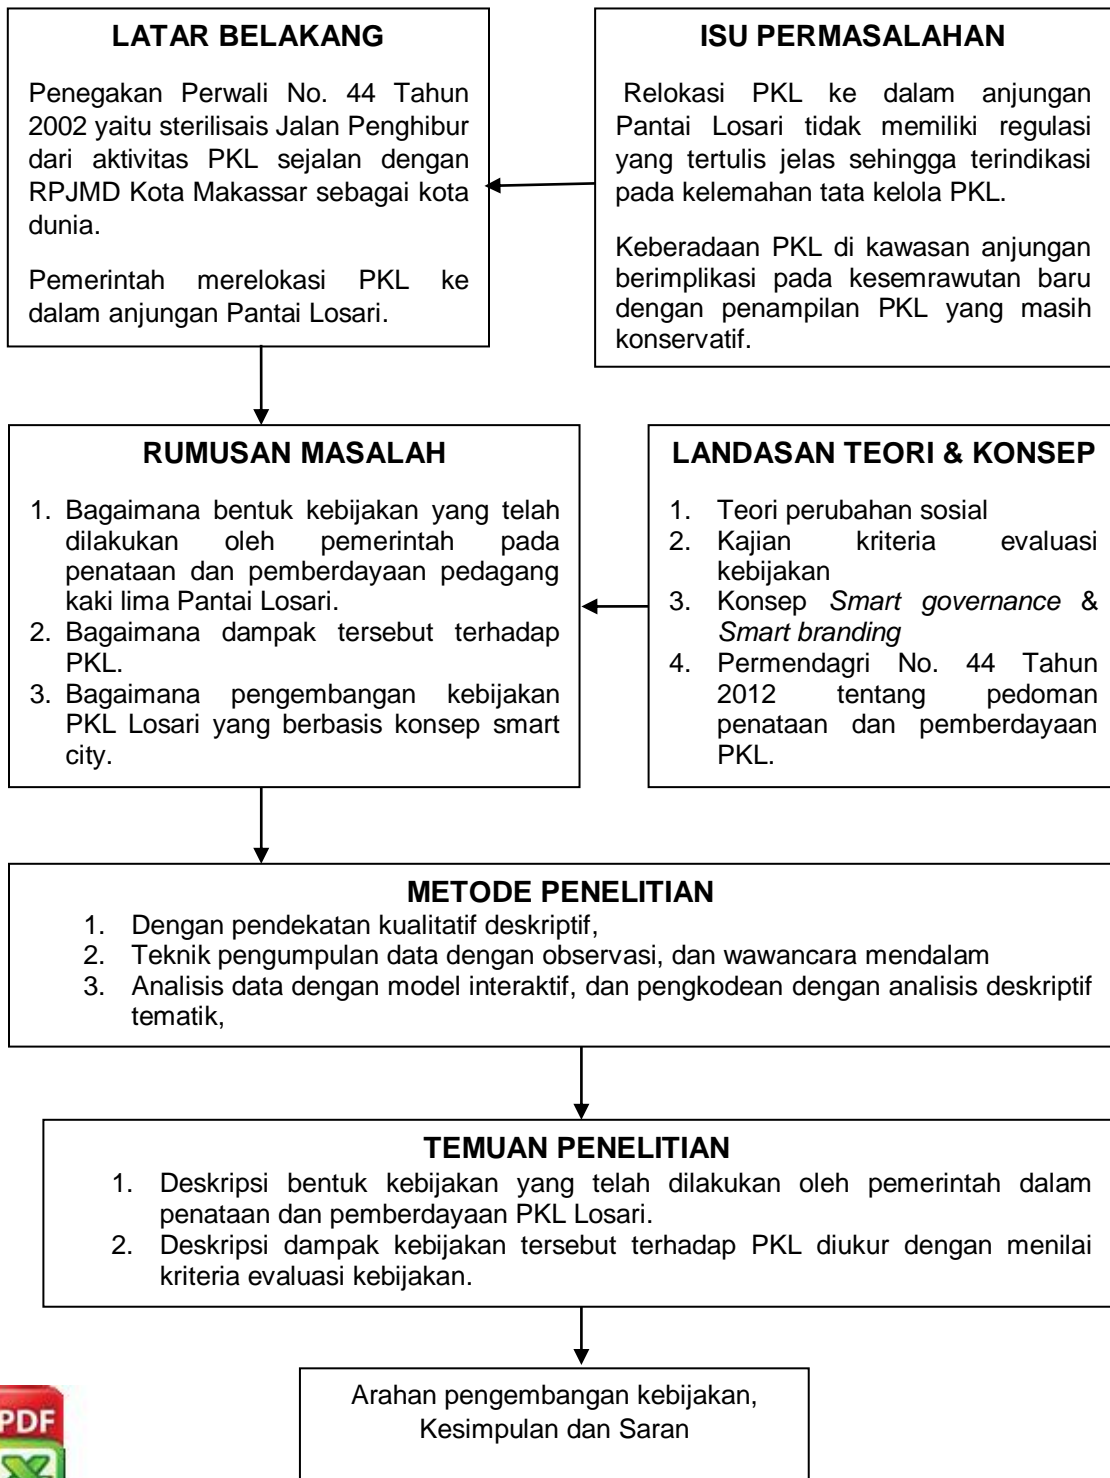 LATAR BELAKANG
Penegakan Perwali No. 44 Tahun
2002 yaitu sterilisais Jalan Penghibur
dari aktivitas PKL sejalan dengan
RPJMD Kota Makassar sebagai kota
dunia.
Pemerintah merelokasi PKL ke
dalam anjungan Pantai Losari.
ISU PERMASALAHAN
Relokasi PKL ke dalam anjungan
Pantai Losari tidak memiliki regulasi
yang tertulis jelas sehingga terindikasi
pada kelemahan tata kelola PKL.
Keberadaan PKL di kawasan anjungan
berimplikasi pada kesemrawutan baru
dengan penampilan PKL yang masih
konservatif.
RUMUSAN MASALAH
1. Bagaimana bentuk kebijakan yang telah
dilakukan oleh pemerintah pada
penataan dan pemberdayaan pedagang
kaki lima Pantai Losari.
2. Bagaimana dampak tersebut terhadap
PKL.
3. Bagaimana pengembangan kebijakan
PKL Losari yang berbasis konsep smart
city.
LANDASAN TEORI & KONSEP
1. Teori perubahan sosial
2. Kajian kriteria evaluasi
kebijakan
3. Konsep Smart governance &
Smart branding
4. Permendagri No. 44 Tahun
2012 tentang pedoman
penataan dan pemberdayaan
PKL.
METODE PENELITIAN
1. Dengan pendekatan kualitatif deskriptif,
2. Teknik pengumpulan data dengan observasi, dan wawancara mendalam
3. Analisis data dengan model interaktif, dan pengkodean dengan analisis deskriptif
tematik,
TEMUAN PENELITIAN
1. Deskripsi bentuk kebijakan yang telah dilakukan oleh pemerintah dalam
penataan dan pemberdayaan PKL Losari.
2. Deskripsi dampak kebijakan tersebut terhadap PKL diukur dengan menilai
kriteria evaluasi kebijakan.
Arahan pengembangan kebijakan,
Kesimpulan dan Saran
PDF